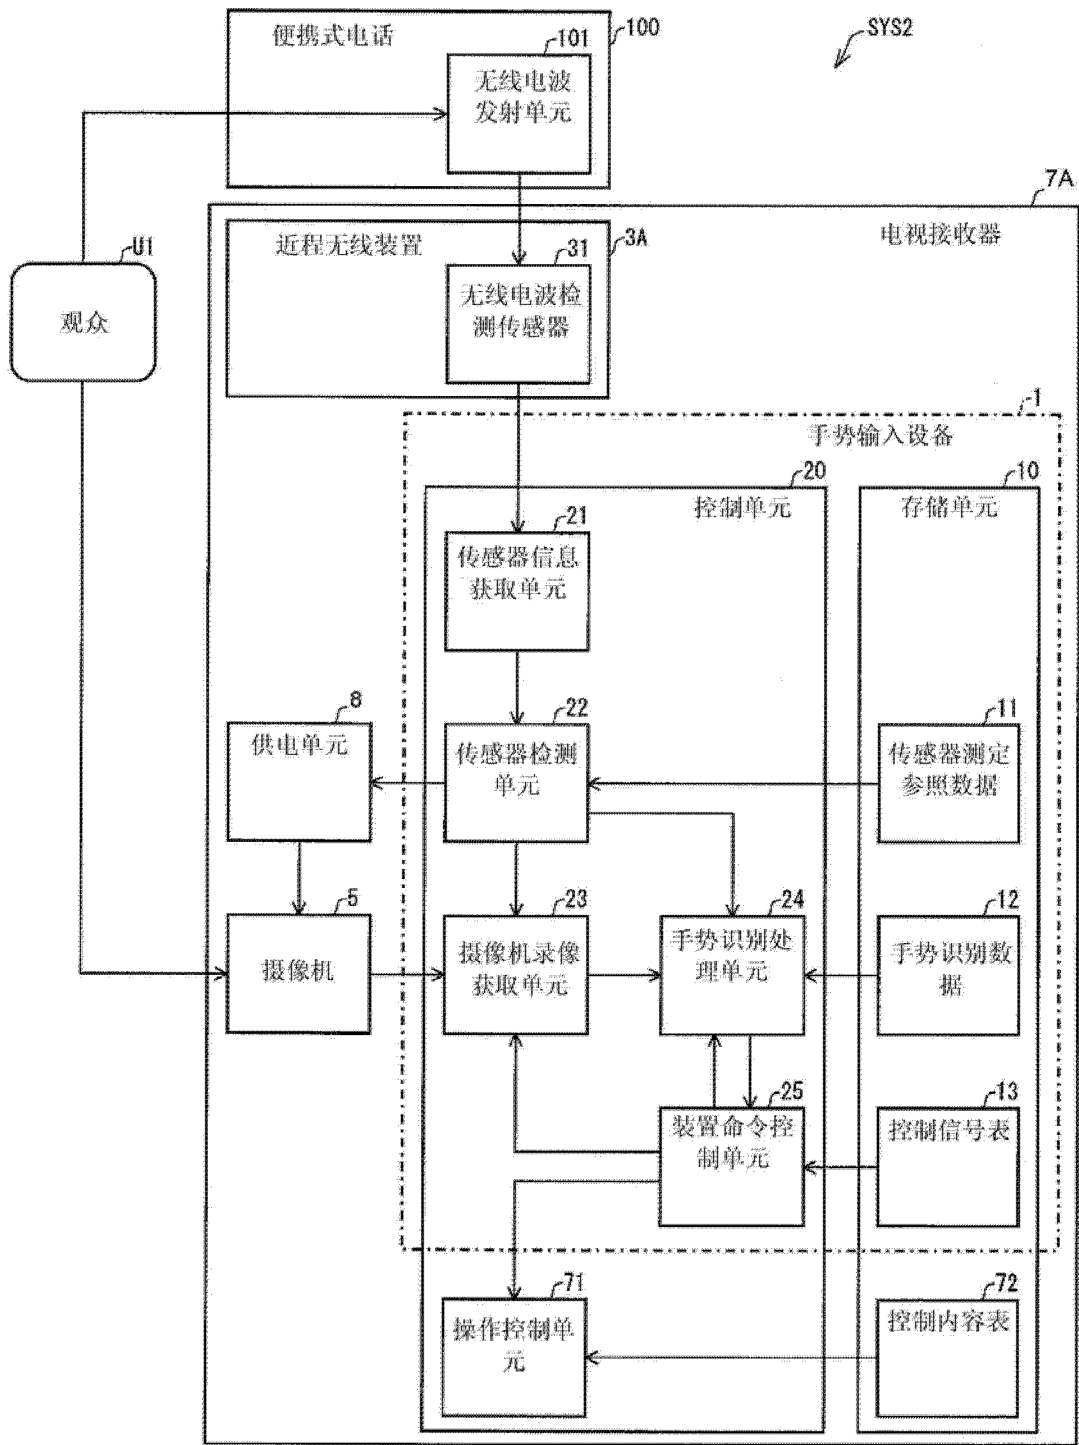 便携式电话
100
SYS2
101
无线电波
发射单元
7A
近程无线装置
3A
电视接收器
U1
观众
31
无线电波检
测传感器
1
手势输入设备
20
控制单元
10
存储单元
21
传感器信息
获取单元
8
供电单元
22
传感器检测
单元
11
传感器测定
参照数据
5
摄像机
23
摄像机录像
获取单元
24
手势识别处
理单元
12
手势识别数
据
25
装置命令控
制单元
13
控制信号表
71
操作控制单
元
72
控制内容表